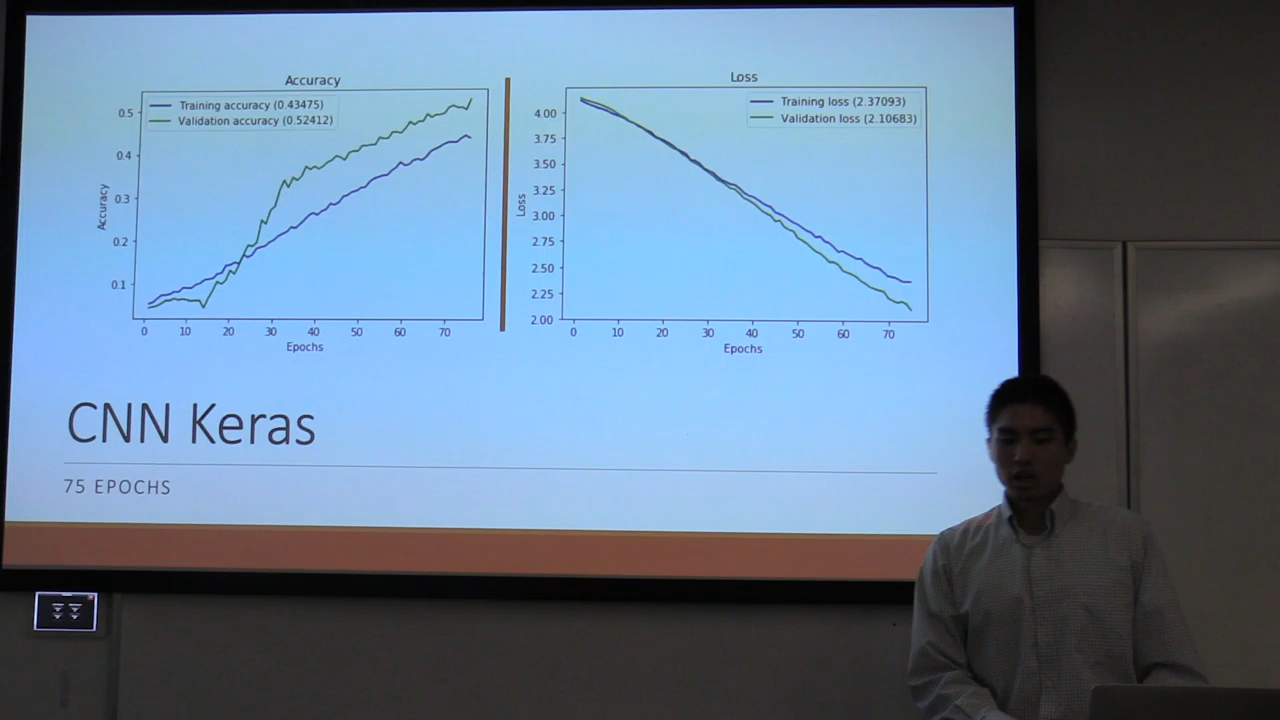 Accuracy
Training accuracy (0.43475)
Validation accuracy (0.52412)
0.5
0.4
0.3
0.2
0.1
Accuracy
0 10 20 30 40 50 60 70
Epochs
Loss
Training loss (2.37093)
Validation loss (2.10683)
4.00
3.75
3.50
3.25
3.00
2.75
2.50
2.25
2.00
Loss
0 10 20 30 40 50 60 70
Epochs
CNN Keras
75 EPOCHS